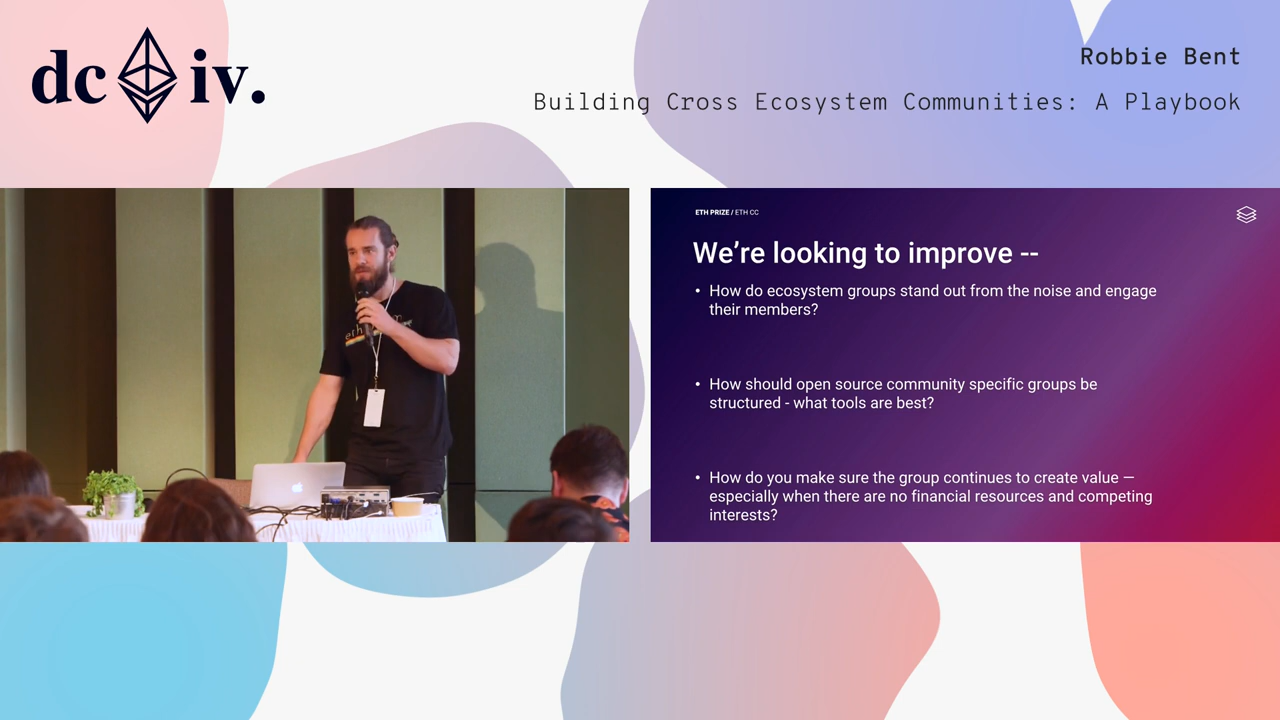 dc iv.
Robbie Bent
Building Cross Ecosystem Communities: A Playbook
ETH PRIZE / ETH CC
We’re looking to improve --
• How do ecosystem groups stand out from the noise and engage
their members?
• How should open source community specific groups be
structured - what tools are best?
• How do you make sure the group continues to create value —
especially when there are no financial resources and competing
interests?